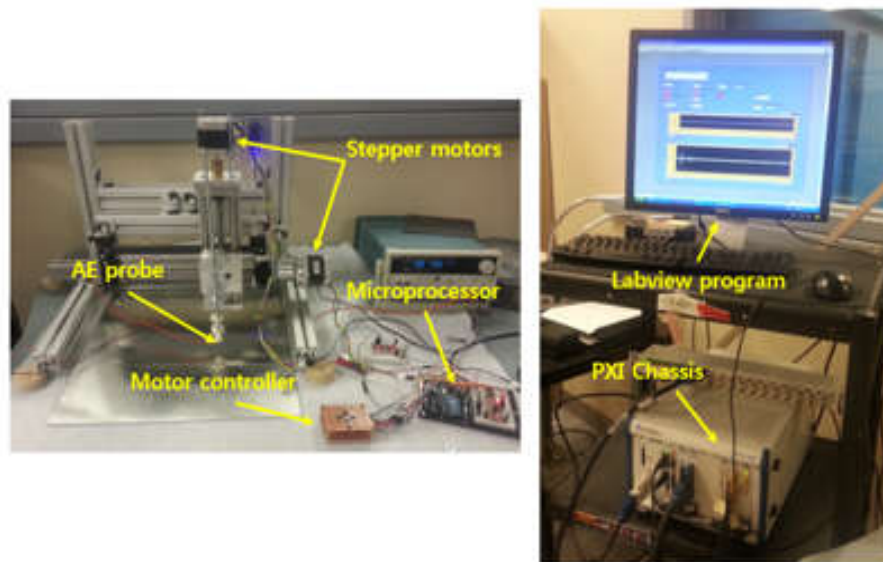 Stepper motors
AE probe
Microprocessor
Motor controller
Labview program
PXI Chassis